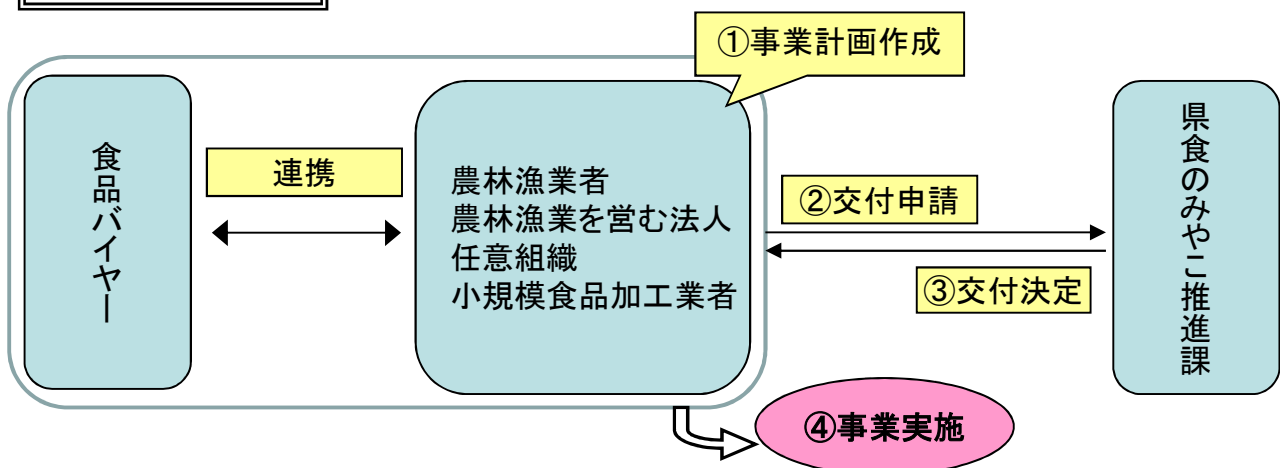 ①事業計画作成
食品バイヤー
連携
農林漁業者
農林漁業を営む法人
任意組織
小規模食品加工業者
②交付申請
③交付決定
県食のみやこ推進課
④事業実施